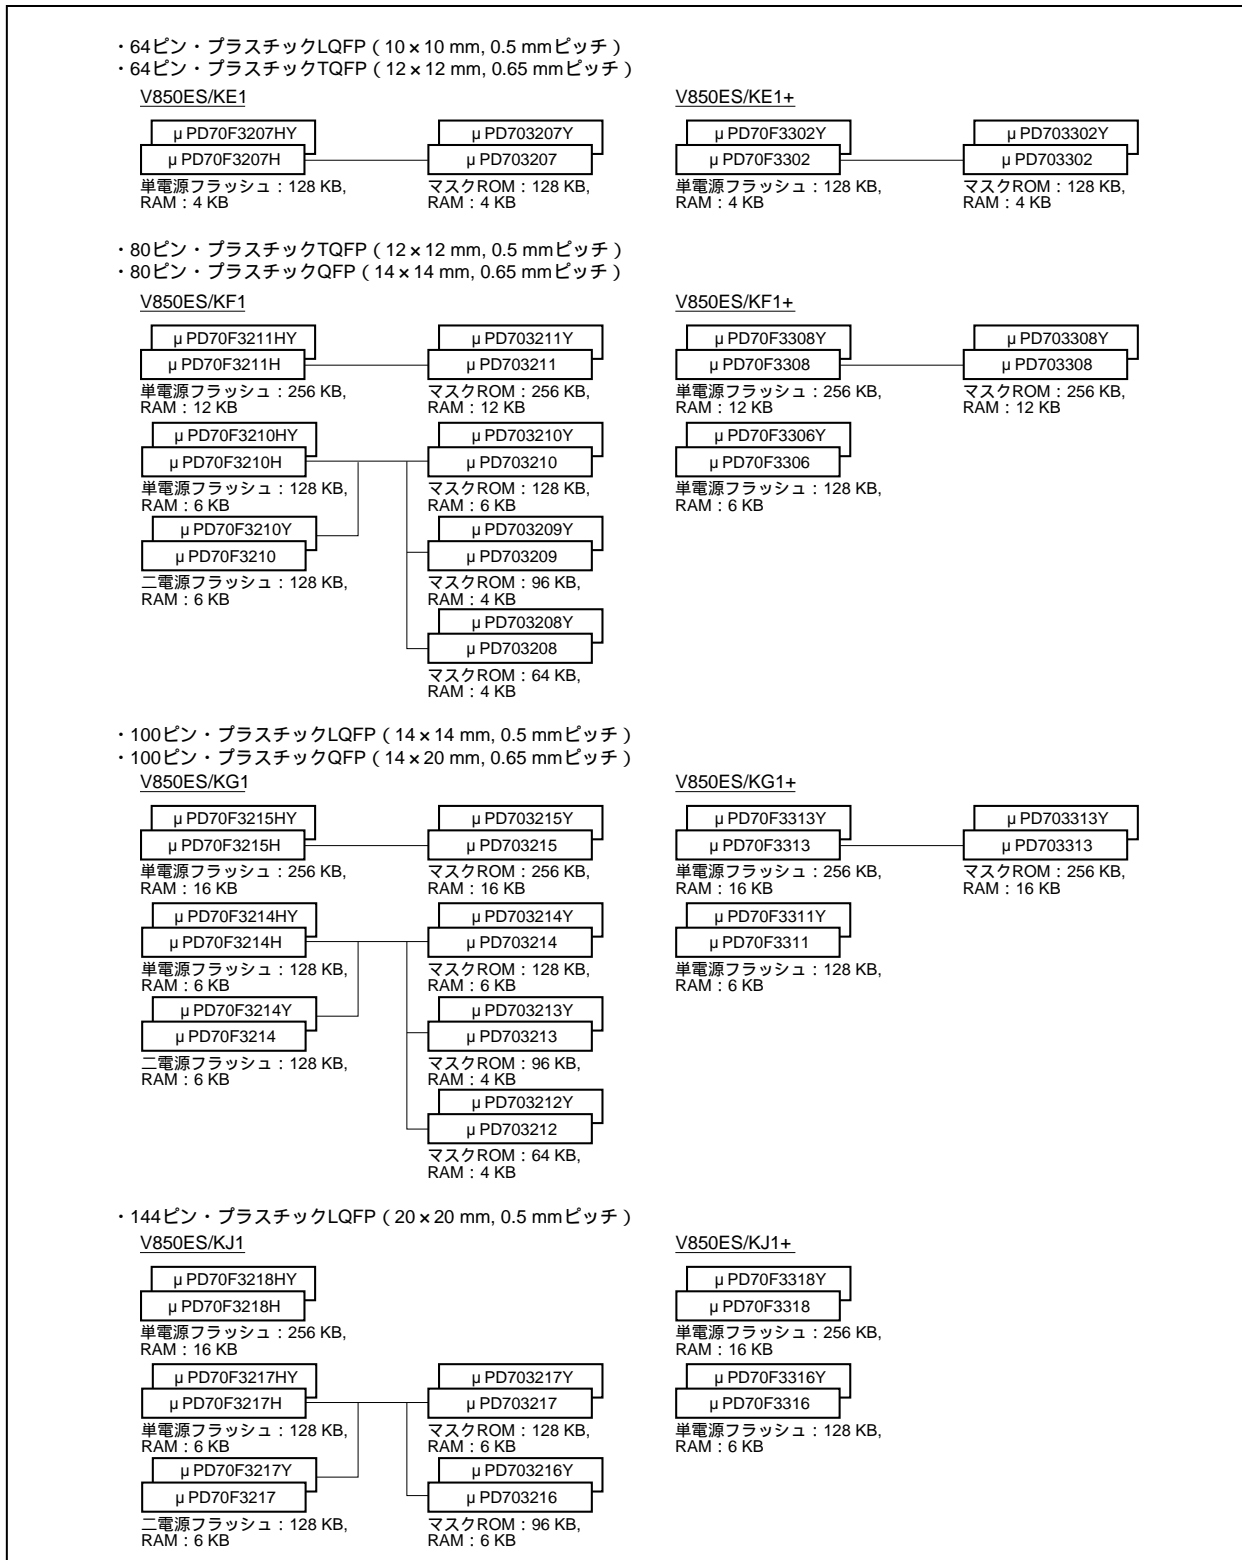 ・64ピン・プラスチックLQFP（10×10 mm, 0.5 mmピッチ）
・64ピン・プラスチックTQFP（12×12 mm, 0.65 mmピッチ）
V850ES/KE1
μPD70F3207HY
μPD70F3207H
単電源フラッシュ：128 KB,
RAM：4 KB
μPD703207Y
μPD703207
マスクROM：128 KB,
RAM：4 KB
V850ES/KE1+
μPD70F3302Y
μPD70F3302
単電源フラッシュ：128 KB,
RAM：4 KB
μPD703302Y
μPD703302
マスクROM：128 KB,
RAM：4 KB
・80ピン・プラスチックTQFP（12×12 mm, 0.5 mmピッチ）
・80ピン・プラスチックQFP（14×14 mm, 0.65 mmピッチ）
V850ES/KF1
μPD70F3211HY
μPD70F3211H
単電源フラッシュ：256 KB,
RAM：12 KB
μPD703211Y
μPD703211
マスクROM：256 KB,
RAM：12 KB
μPD70F3210HY
μPD70F3210H
単電源フラッシュ：128 KB,
RAM：6 KB
μPD703210Y
μPD703210
マスクROM：128 KB,
RAM：6 KB
μPD70F3210Y
μPD70F3210
二電源フラッシュ：128 KB,
RAM：6 KB
μPD703209Y
μPD703209
マスクROM：96 KB,
RAM：4 KB
μPD703208Y
μPD703208
マスクROM：64 KB,
RAM：4 KB
V850ES/KF1+
μPD70F3308Y
μPD70F3308
単電源フラッシュ：256 KB,
RAM：12 KB
μPD703308Y
μPD703308
マスクROM：256 KB,
RAM：12 KB
μPD70F3306Y
μPD70F3306
単電源フラッシュ：128 KB,
RAM：6 KB
・100ピン・プラスチックLQFP（14×14 mm, 0.5 mmピッチ）
・100ピン・プラスチックQFP（14×20 mm, 0.65 mmピッチ）
V850ES/KG1
μPD70F3215HY
μPD70F3215H
単電源フラッシュ：256 KB,
RAM：16 KB
μPD703215Y
μPD703215
マスクROM：256 KB,
RAM：16 KB
μPD70F3214HY
μPD70F3214H
単電源フラッシュ：128 KB,
RAM：6 KB
μPD703214Y
μPD703214
マスクROM：128 KB,
RAM：6 KB
μPD70F3214Y
μPD70F3214
二電源フラッシュ：128 KB,
RAM：6 KB
μPD703213Y
μPD703213
マスクROM：96 KB,
RAM：4 KB
μPD703212Y
μPD703212
マスクROM：64 KB,
RAM：4 KB
V850ES/KG1+
μPD70F3313Y
μPD70F3313
単電源フラッシュ：256 KB,
RAM：16 KB
μPD703313Y
μPD703313
マスクROM：256 KB,
RAM：16 KB
μPD70F3311Y
μPD70F3311
単電源フラッシュ：128 KB,
RAM：6 KB
・144ピン・プラスチックLQFP（20×20 mm, 0.5 mmピッチ）
V850ES/KJ1
μPD70F3218HY
μPD70F3218H
単電源フラッシュ：256 KB,
RAM：16 KB
μPD70F3217HY
μPD70F3217H
単電源フラッシュ：128 KB,
RAM：6 KB
μPD703217Y
μPD703217
マスクROM：128 KB,
RAM：6 KB
μPD70F3217Y
μPD70F3217
二電源フラッシュ：128 KB,
RAM：6 KB
μPD703216Y
μPD703216
マスクROM：96 KB,
RAM：6 KB
V850ES/KJ1+
μPD70F3318Y
μPD70F3318
単電源フラッシュ：256 KB,
RAM：16 KB
μPD70F3316Y
μPD70F3316
単電源フラッシュ：128 KB,
RAM：6 KB